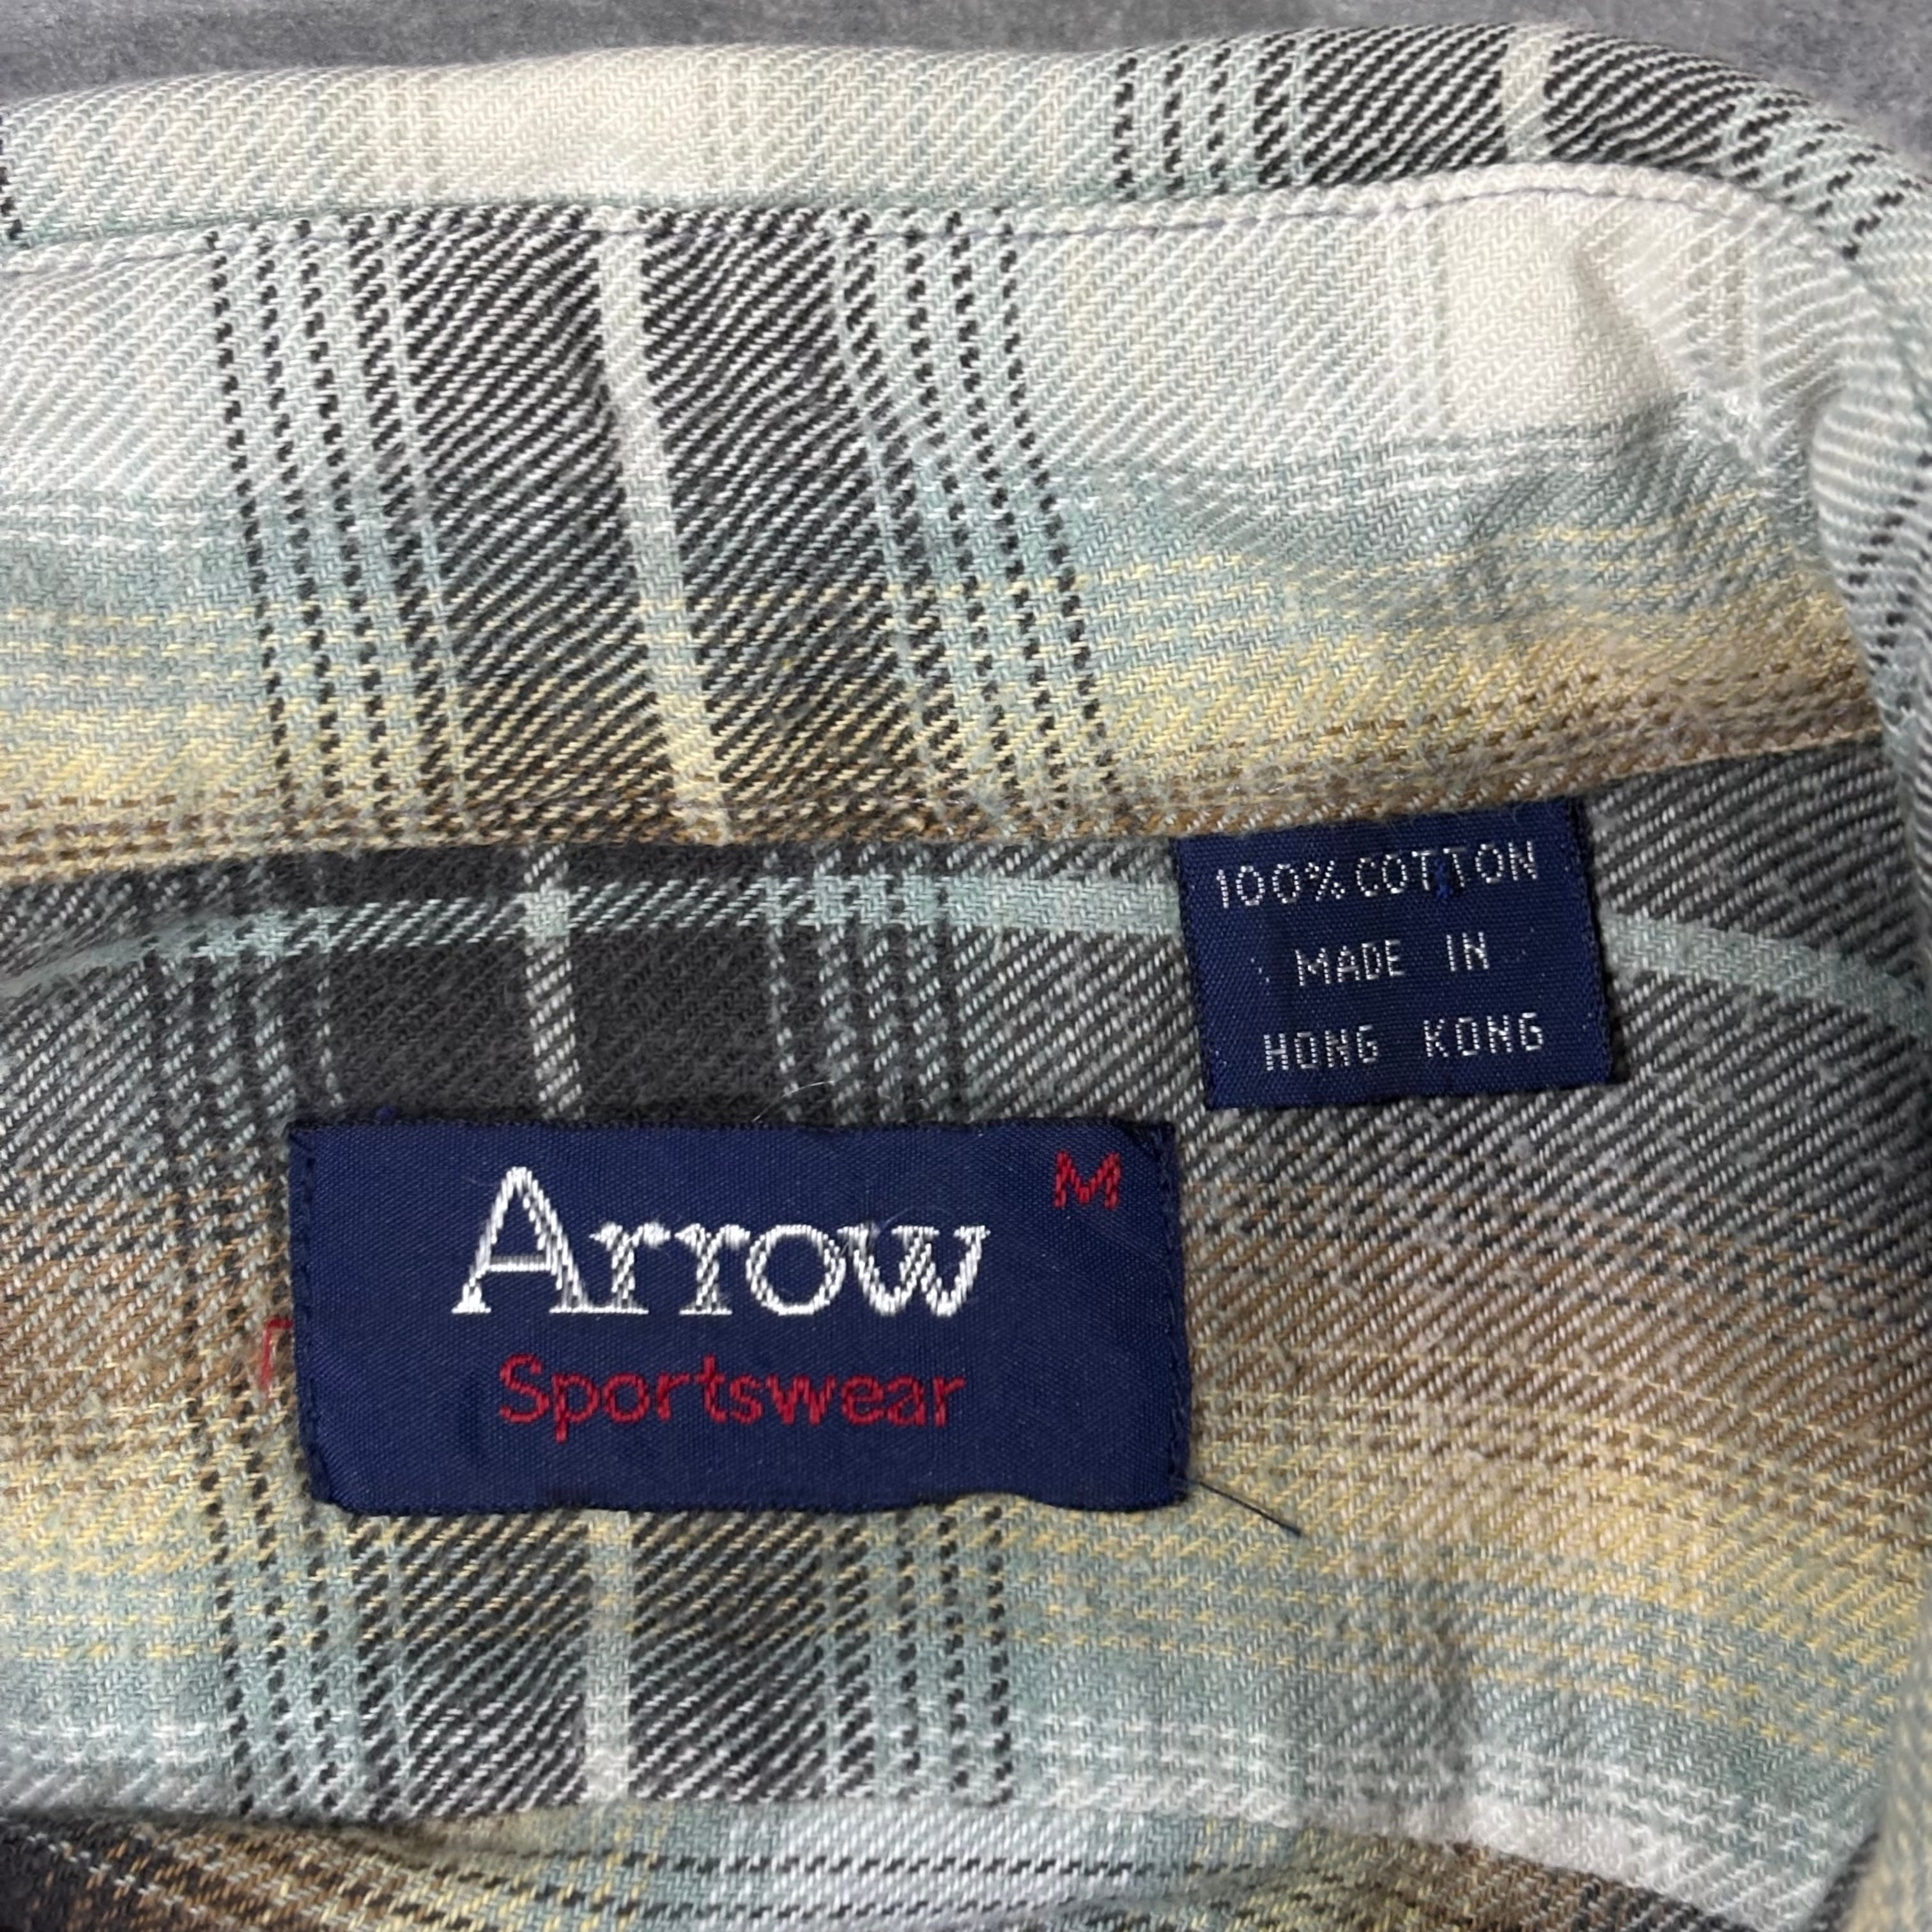 100% COTTON
MADE IN
HONG KONG
M
Arrow
Sportswear